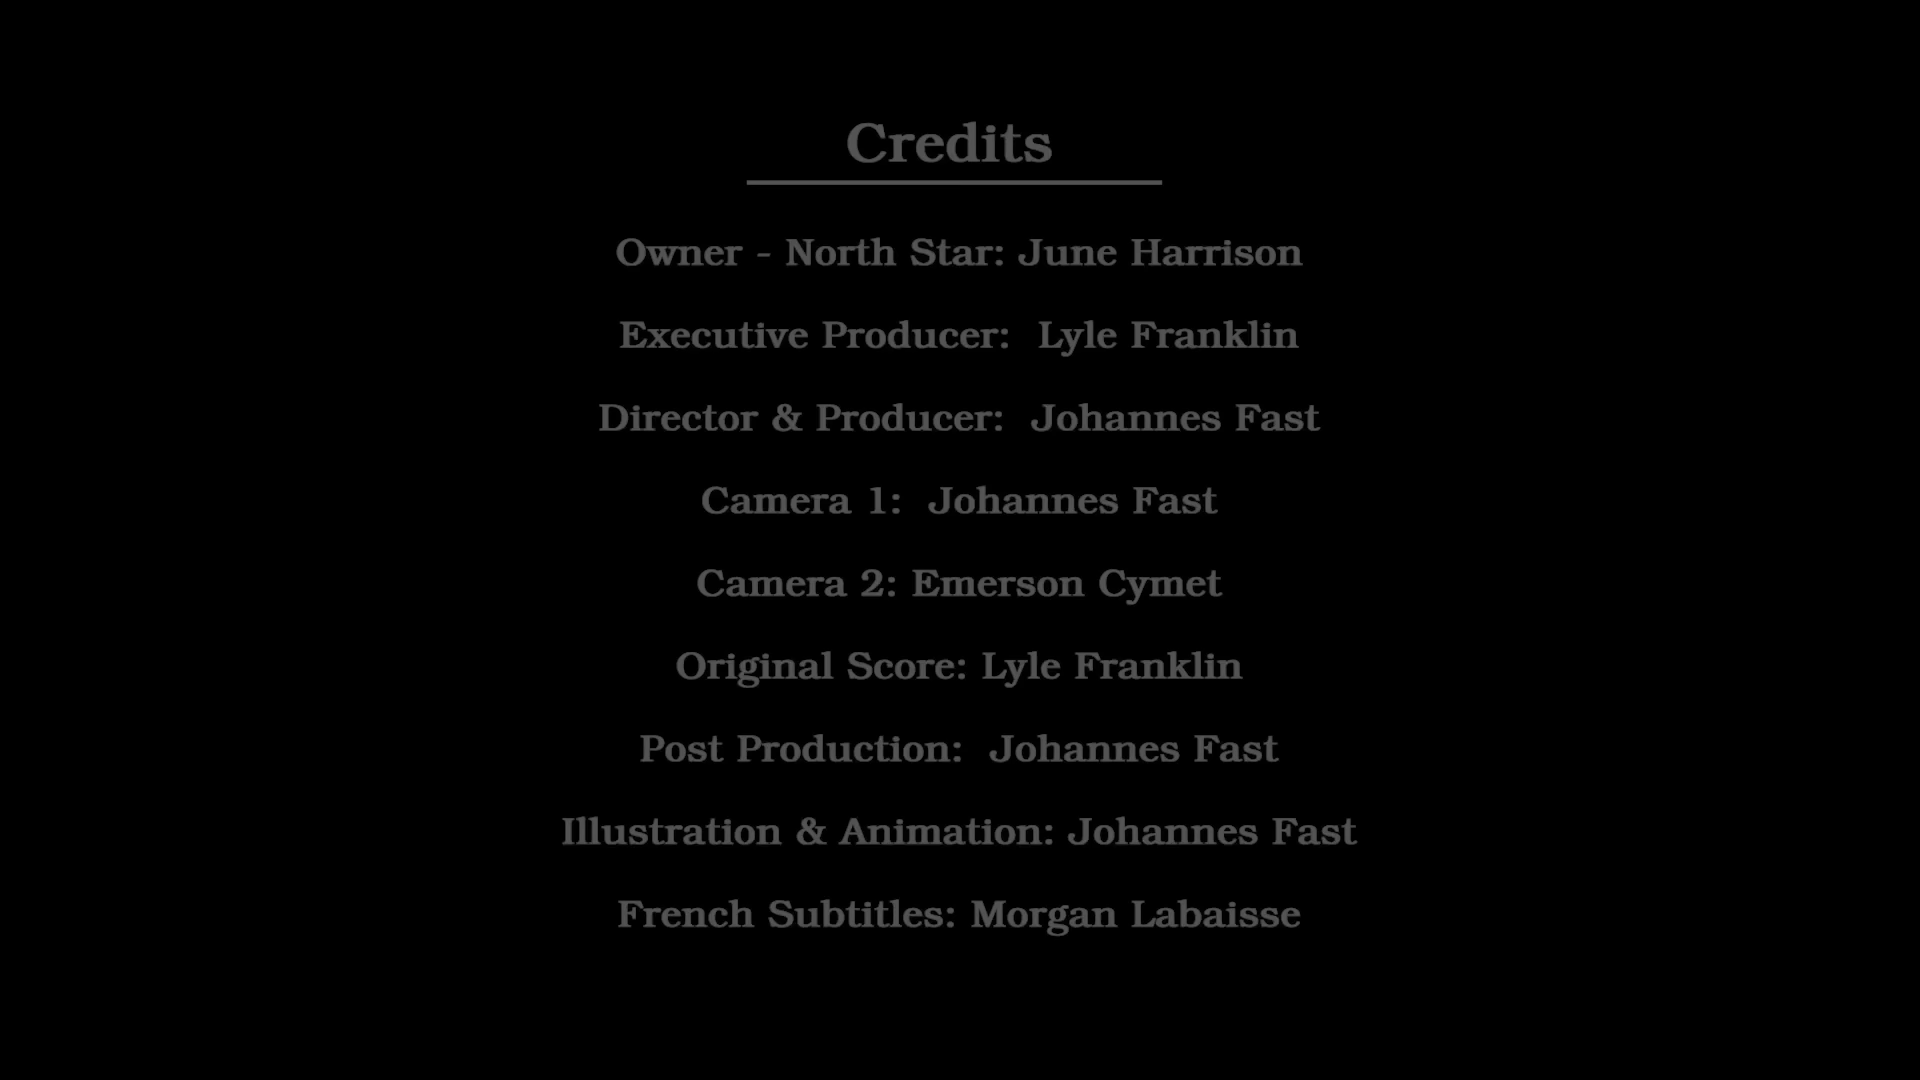 Credits
Owner - North Star: June Harrison
Executive Producer:  Lyle Franklin
Director & Producer:  Johannes Fast
Camera 1:  Johannes Fast
Camera 2: Emerson Cymet
Original Score: Lyle Franklin
Post Production:  Johannes Fast
Illustration & Animation: Johannes Fast
French Subtitles: Morgan Labaisse